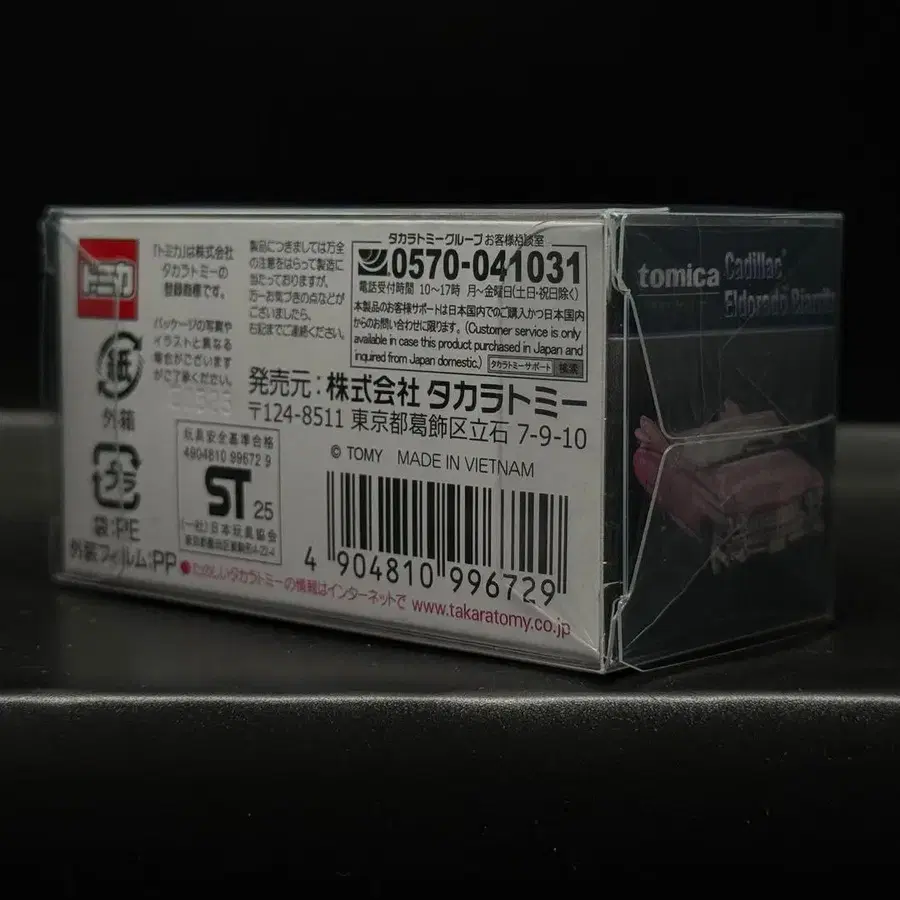 トミカ
「トミカ」は株式会社
タカラトミーの
登録商標です。
パッケージの写真や
イラストと異なる
場合がございます
がご了承ください。
製品につきましては万全
の注意をはらって製造に
当たっておりますが、
万一お気づきの点などが
ございましたら、
右記までご連絡ください。
タカラトミーグループ お客様相談室
0570-041031
電話受付時間 10〜17時 月〜金曜日(土日・祝日除く)
本製品のお客様サポートは日本国内でのご購入かつ日本国内
からのお問い合わせに限ります。(Customer service is only
available in case this product purchased in Japan and
inquired from Japan domestic.)
タカラトミーサポート 検索
発売元:株式会社 タカラトミー
〒124-8511 東京都葛飾区立石 7-9-10
© TOMY MADE IN VIETNAM
紙
外箱
プラ
袋:PE
外装フィルム:PP
玩具安全基準合格
4904810 99672 9
ST 25
(一社)日本玩具協会
4 904810 996729
●たのしいタカラトミーの情報はインターネットで www.takaratomy.co.jp
tomica
Cadillac
Eldorado Biarritz